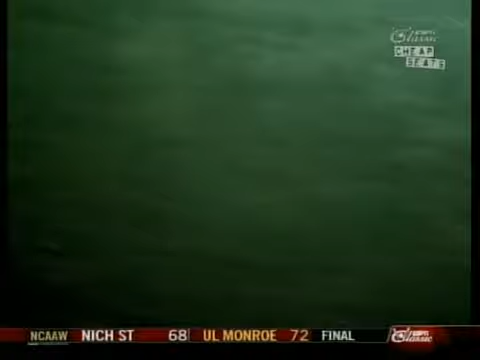 ESPN
Classic
CHEAP
SEATS
NCAAW NICH ST 68 UL MONROE 72 FINAL ESPN Classic